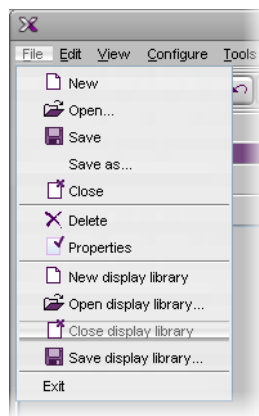 File Edit View Configure Tools
New
Open...
Save
Save as...
Close
Delete
Properties
New display library
Open display library...
Close display library
Save display library...
Exit